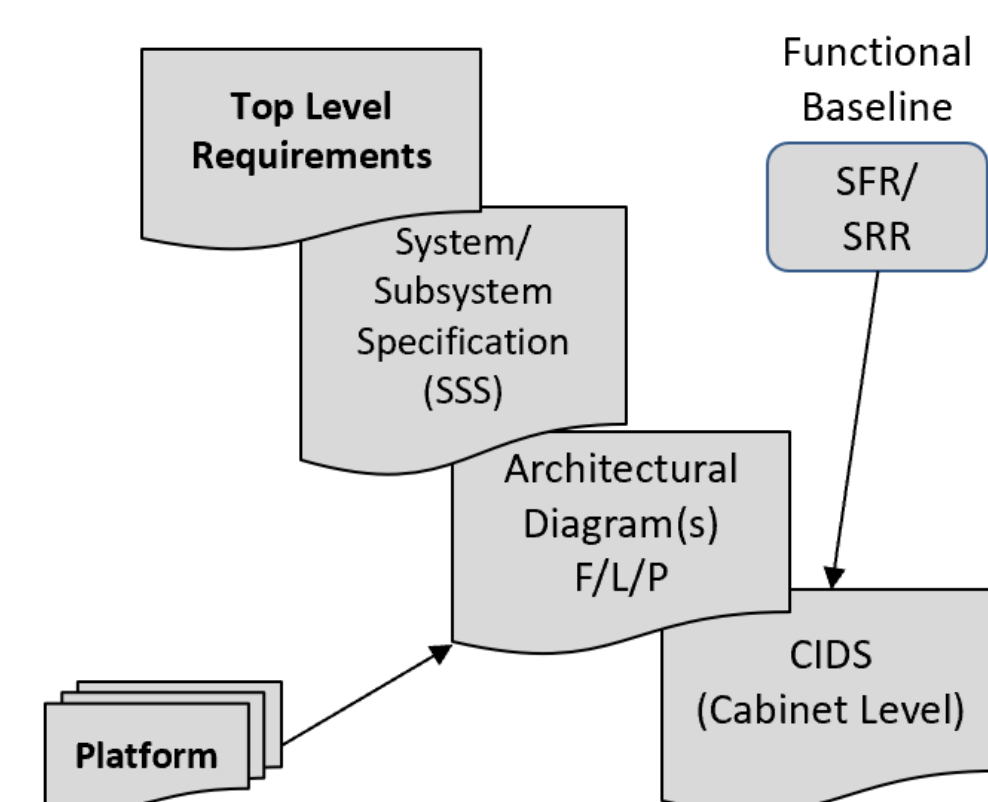 Functional
Baseline
Top Level
Requirements
SFR/
SRR
System/
Subsystem
Specification
(SSS)
Architectural
Diagram(s)
F/L/P
CIDS
(Cabinet Level)
Platform